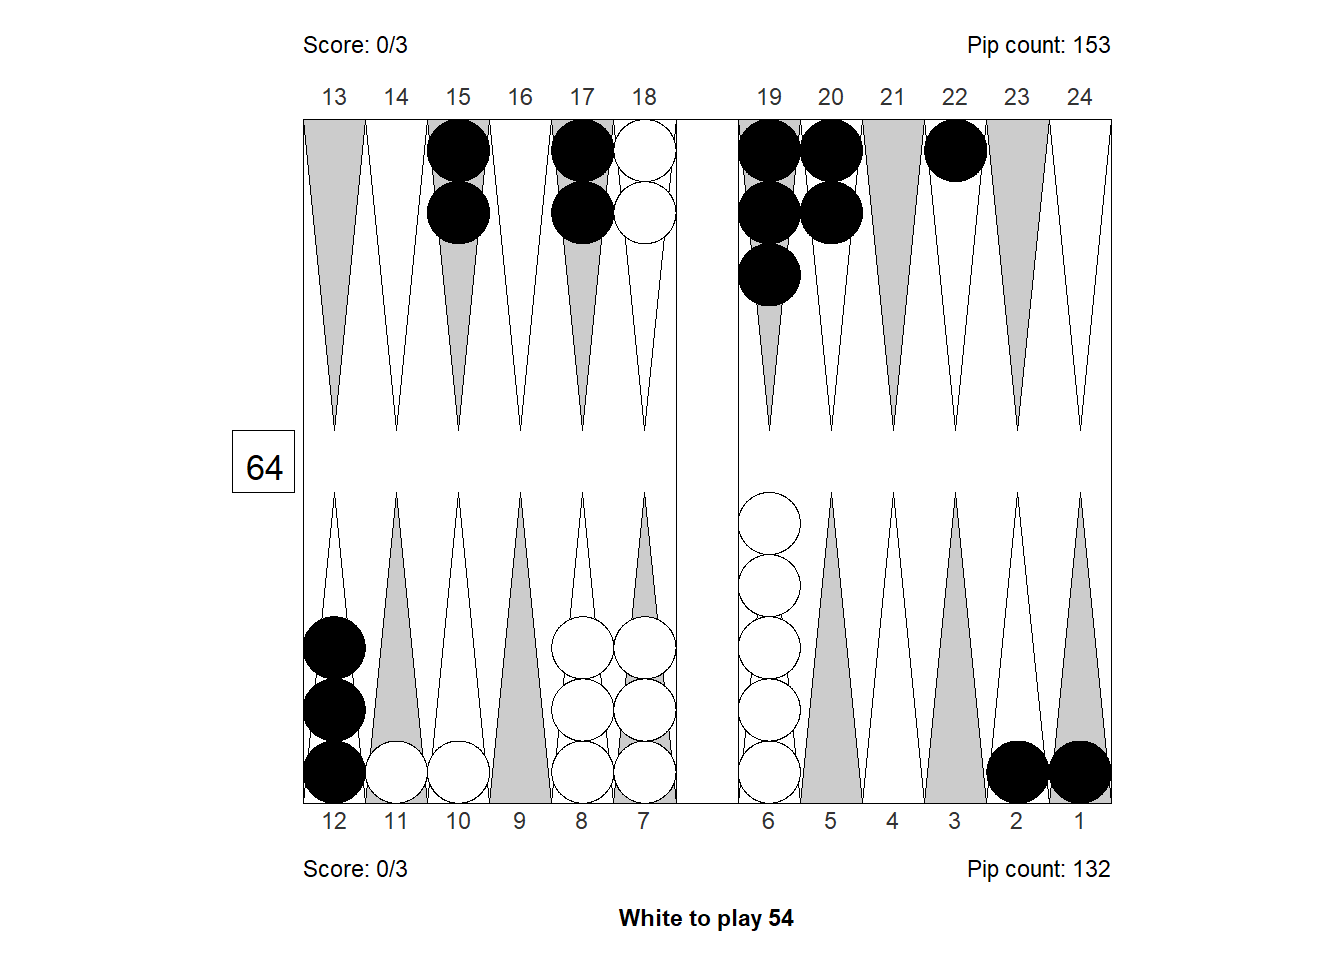 Score: 0/3 Pip count: 153
13 14 15 16 17 18 19 20 21 22 23 24
64
12 11 10 9 8 7 6 5 4 3 2 1
Score: 0/3 Pip count: 132
White to play 54